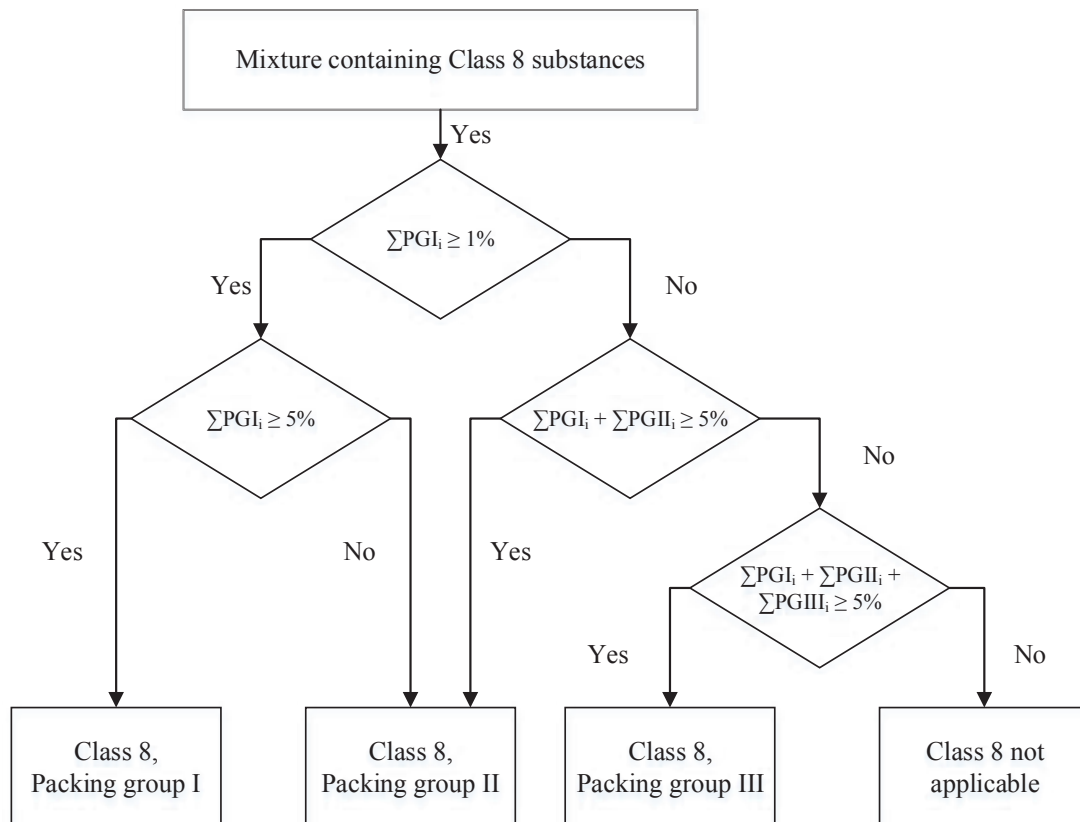 Mixture containing Class 8 substances
Yes
∑PGIᵢ ≥ 1%
Yes
No
∑PGIᵢ ≥ 5%
∑PGIᵢ + ∑PGIIᵢ ≥ 5%
No
Yes
No
Yes
∑PGIᵢ + ∑PGIIᵢ +
∑PGIIIᵢ ≥ 5%
Yes
No
Class 8,
Packing group I
Class 8,
Packing group II
Class 8,
Packing group III
Class 8 not
applicable